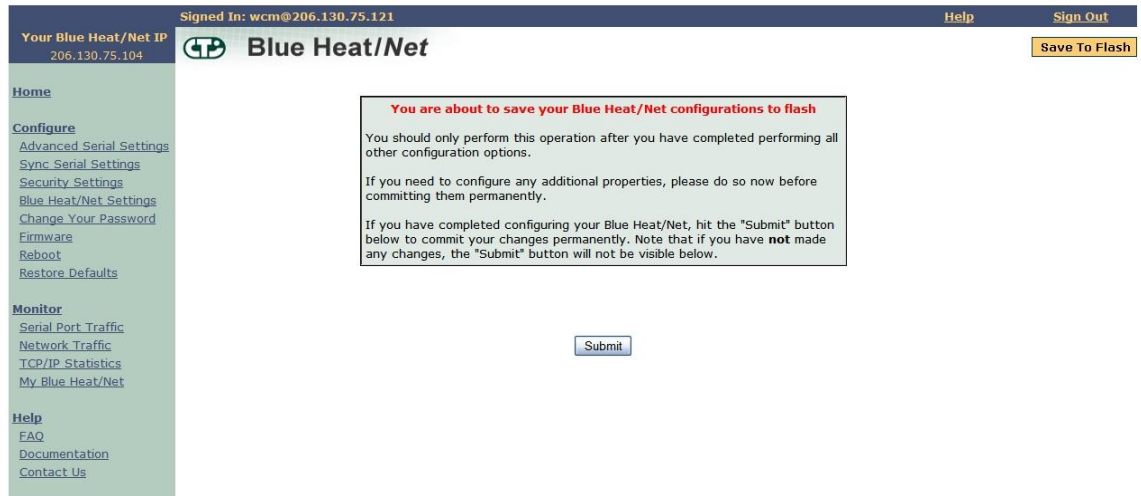 Signed In: wcm@206.130.75.121
Help
Sign Out
Your Blue Heat/Net IP
206.130.75.104
CTI Blue Heat/Net
Save To Flash
Home
Configure
Advanced Serial Settings
Sync Serial Settings
Security Settings
Blue Heat/Net Settings
Change Your Password
Firmware
Reboot
Restore Defaults
Monitor
Serial Port Traffic
Network Traffic
TCP/IP Statistics
My Blue Heat/Net
Help
FAQ
Documentation
Contact Us
You are about to save your Blue Heat/Net configurations to flash
You should only perform this operation after you have completed performing all
other configuration options.
If you need to configure any additional properties, please do so now before
committing them permanently.
If you have completed configuring your Blue Heat/Net, hit the "Submit" button
below to commit your changes permanently. Note that if you have not made
any changes, the "Submit" button will not be visible below.
Submit